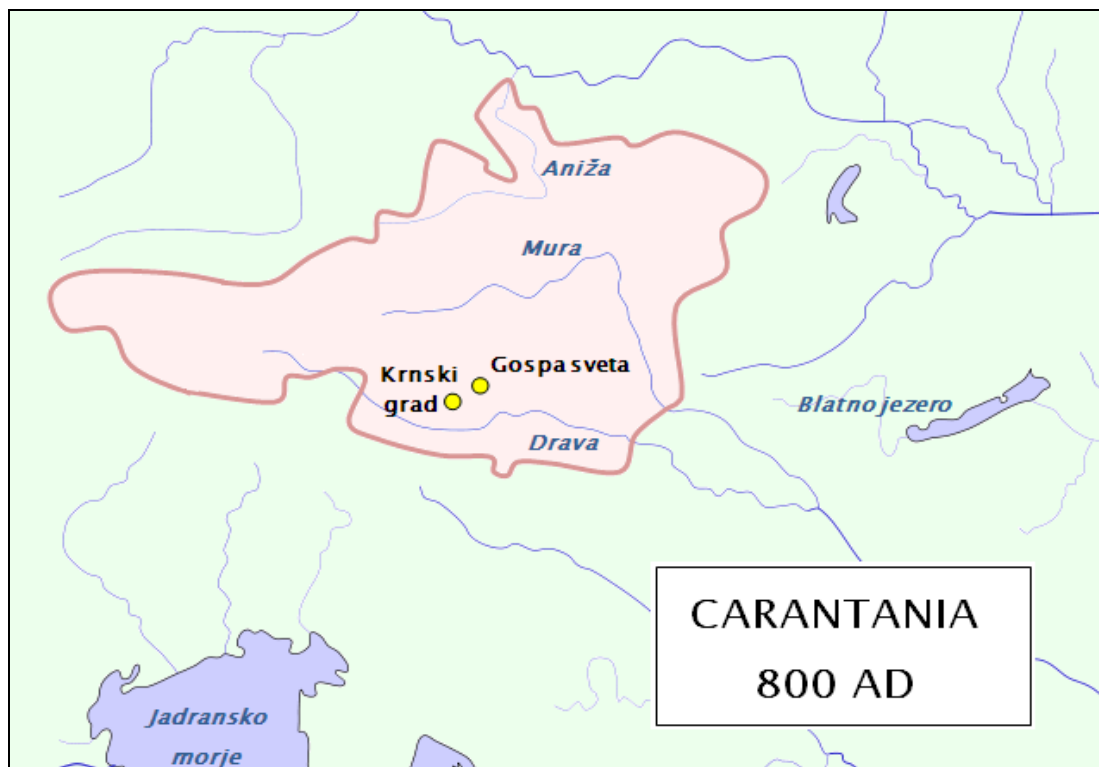 Aniža
Mura
Gospa sveta
Krnski
grad
Blatno jezero
Drava
CARANTANIA
800 AD
Jadransko
morje